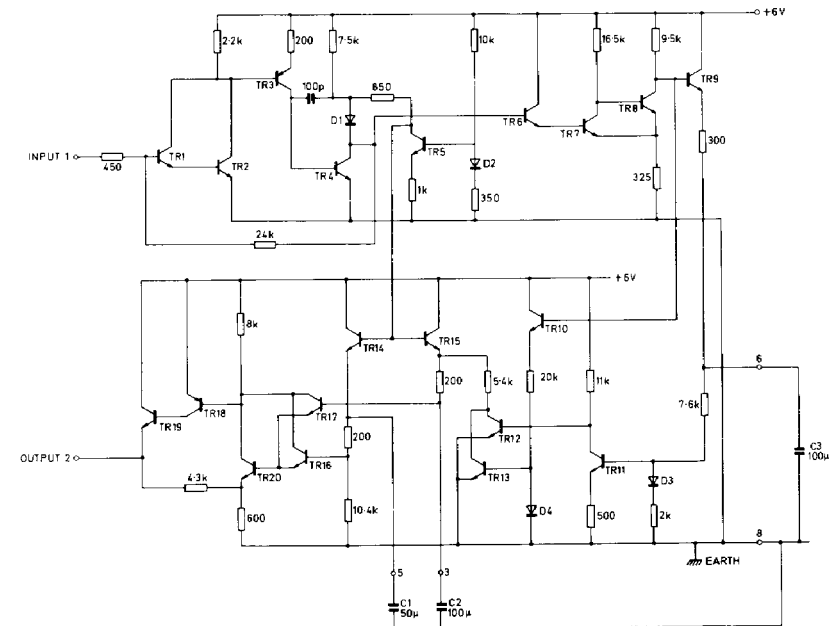 +6V
2·2k
200
7·5k
10k
16·5k
9·5k
TR3
TR9
100p
850
TR8
D1
TR6
TR7
300
INPUT 1
450
TR1
TR2
TR4
TR5
D2
1k
350
325
24k
+6V
8k
TR14
TR15
TR10
6
200
5·4k
20k
11k
7·6k
TR18
TR17
TR19
TR12
C3
100µ
200
OUTPUT 2
TR20
TR16
TR13
TR11
D3
4·3k
600
10·4k
D4
500
2k
8
EARTH
5
3
C1
50µ
C2
100µ